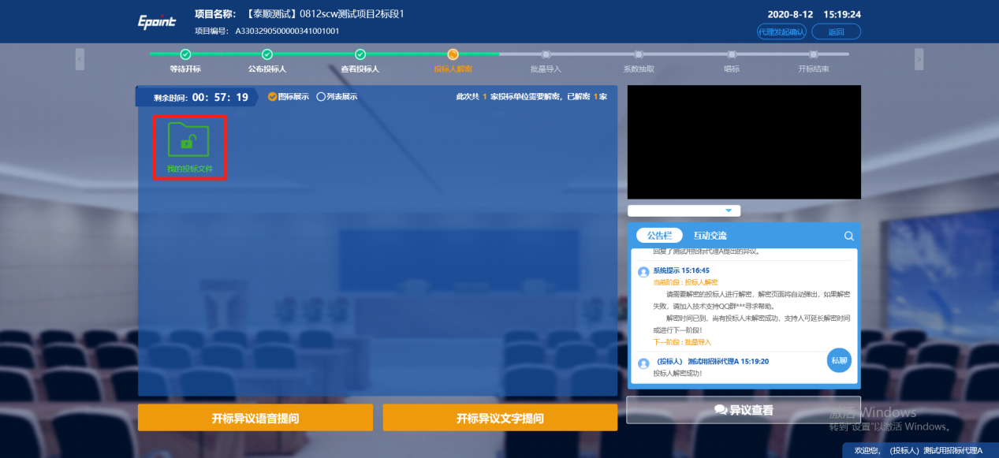 Epoint
项目名称: 【泰顺测试】0812scw测试项目2标段1
项目编号: A3303290500000341001001
2020-8-12 15:19:24
代理发起确认 返回
等待开标 公布投标人 查看投标人 投标人解密 批量导入 系数抽取 唱标 开标结束
剩余时间: 00: 57: 19 图标展示 列表展示 此次共 1 家投标单位需要解密, 已解密 1 家
我的投标文件
公告栏 互动交流
回复了测试用招标代理A提出的异议。
系统提示 15:16:45
当前阶段 : 投标人解密
请需要解密的投标人进行解密, 解密页面将自动弹出, 如果解密
失败, 请加入技术支持QQ群***寻求帮助。
解密时间已到, 尚有投标人未解密成功, 支持人可延长解密时间
或进行下一阶段!
下一阶段 : 批量导入
(投标人) 测试用招标代理A 15:19:20
投标人解密成功!
私聊
开标异议语音提问 开标异议文字提问 异议查看
激活 Windows
转到"设置"以激活 Windows。
欢迎您, (投标人) 测试用招标代理A